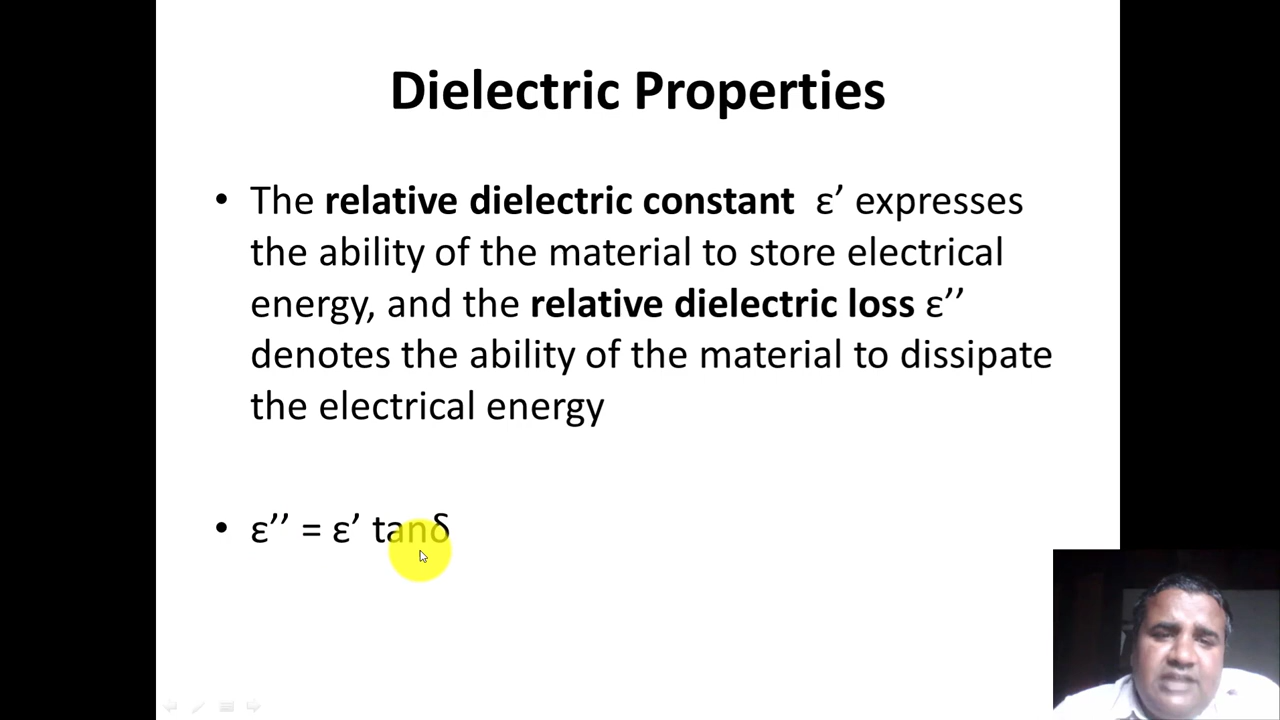 Dielectric Properties
• The relative dielectric constant ε’ expresses
the ability of the material to store electrical
energy, and the relative dielectric loss ε’’
denotes the ability of the material to dissipate
the electrical energy
• ε’’ = ε’ tanδ